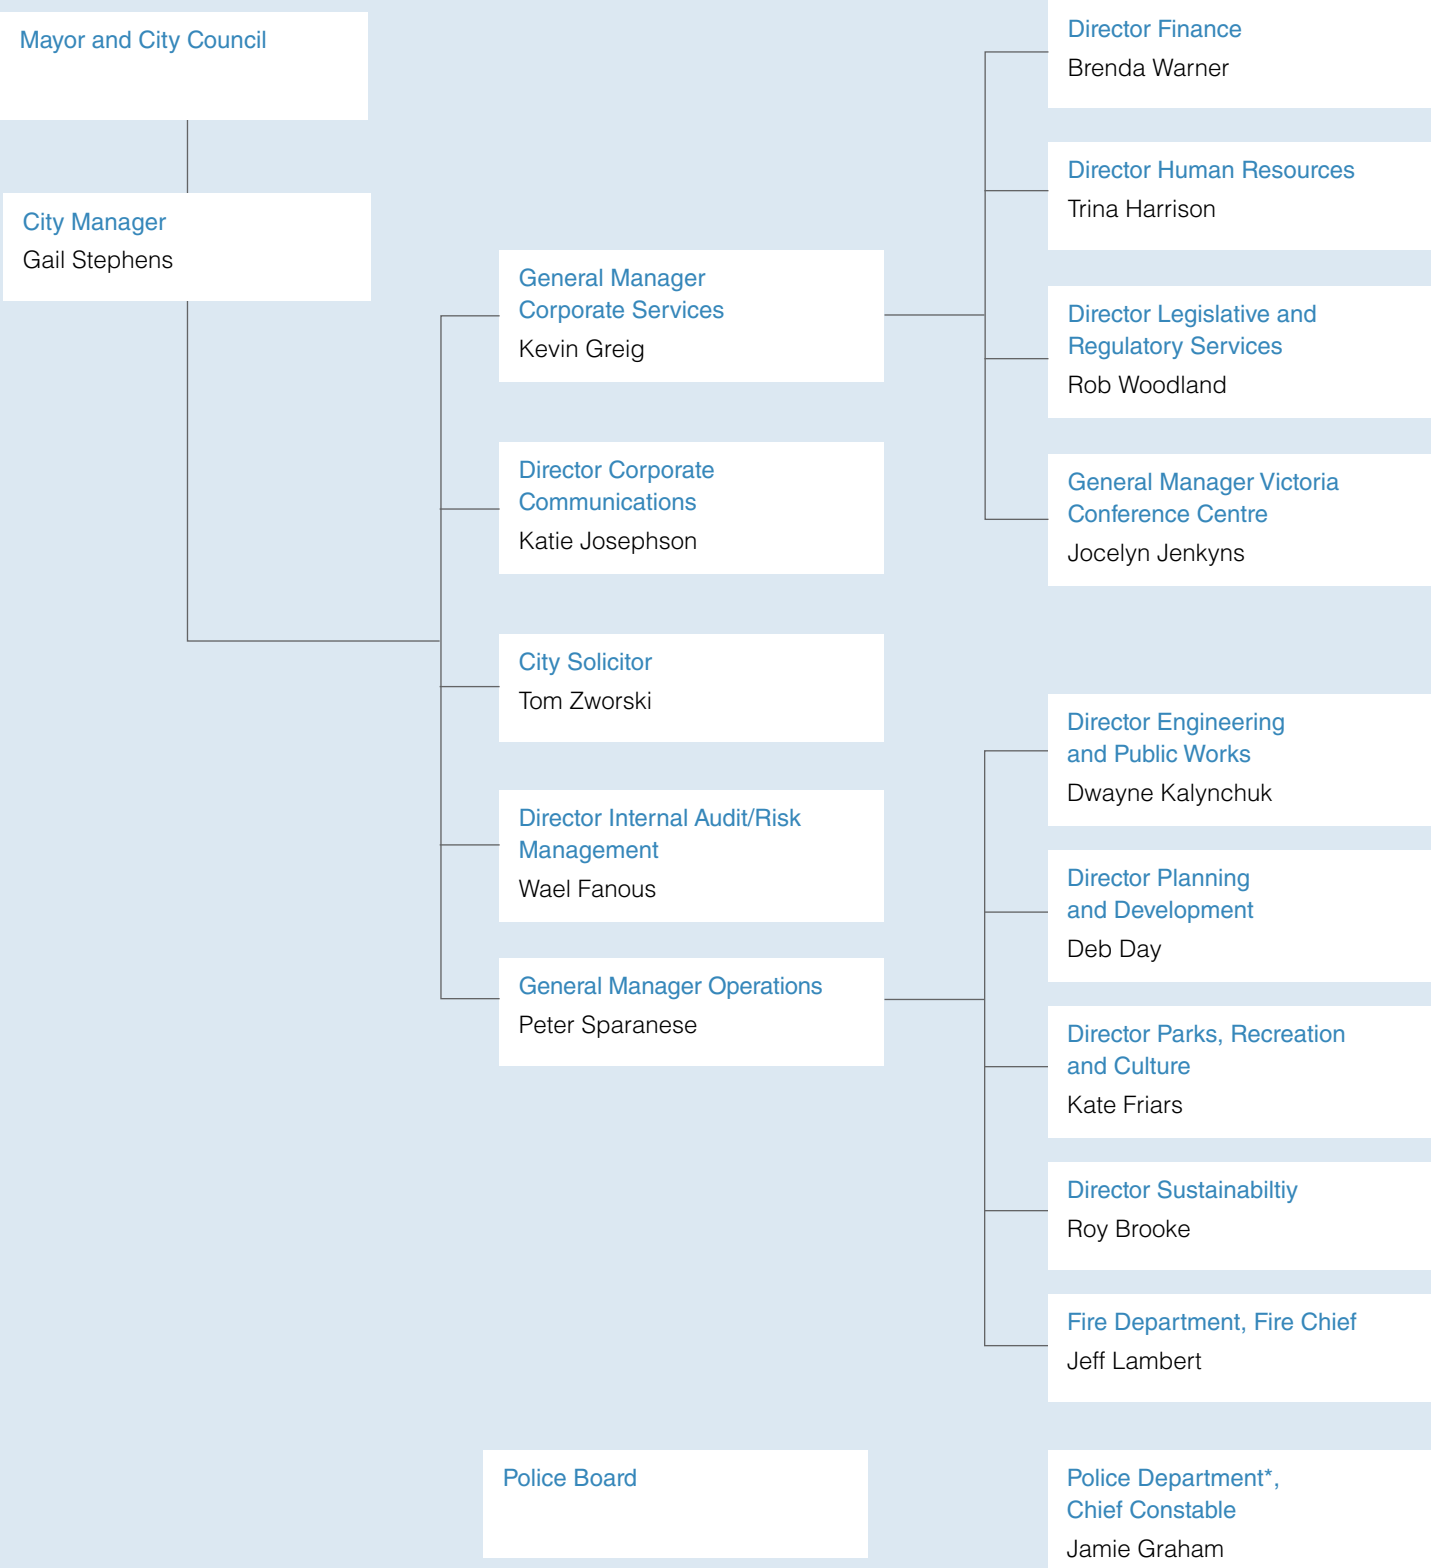 Mayor and City Council
City Manager
Gail Stephens
General Manager
Corporate Services
Kevin Greig
Director Corporate
Communications
Katie Josephson
City Solicitor
Tom Zworski
Director Internal Audit/Risk
Management
Wael Fanous
General Manager Operations
Peter Sparanese
Police Board
Director Finance
Brenda Warner
Director Human Resources
Trina Harrison
Director Legislative and
Regulatory Services
Rob Woodland
General Manager Victoria
Conference Centre
Jocelyn Jenkyns
Director Engineering
and Public Works
Dwayne Kalynchuk
Director Planning
and Development
Deb Day
Director Parks, Recreation
and Culture
Kate Friars
Director Sustainabiltiy
Roy Brooke
Fire Department, Fire Chief
Jeff Lambert
Police Department*,
Chief Constable
Jamie Graham